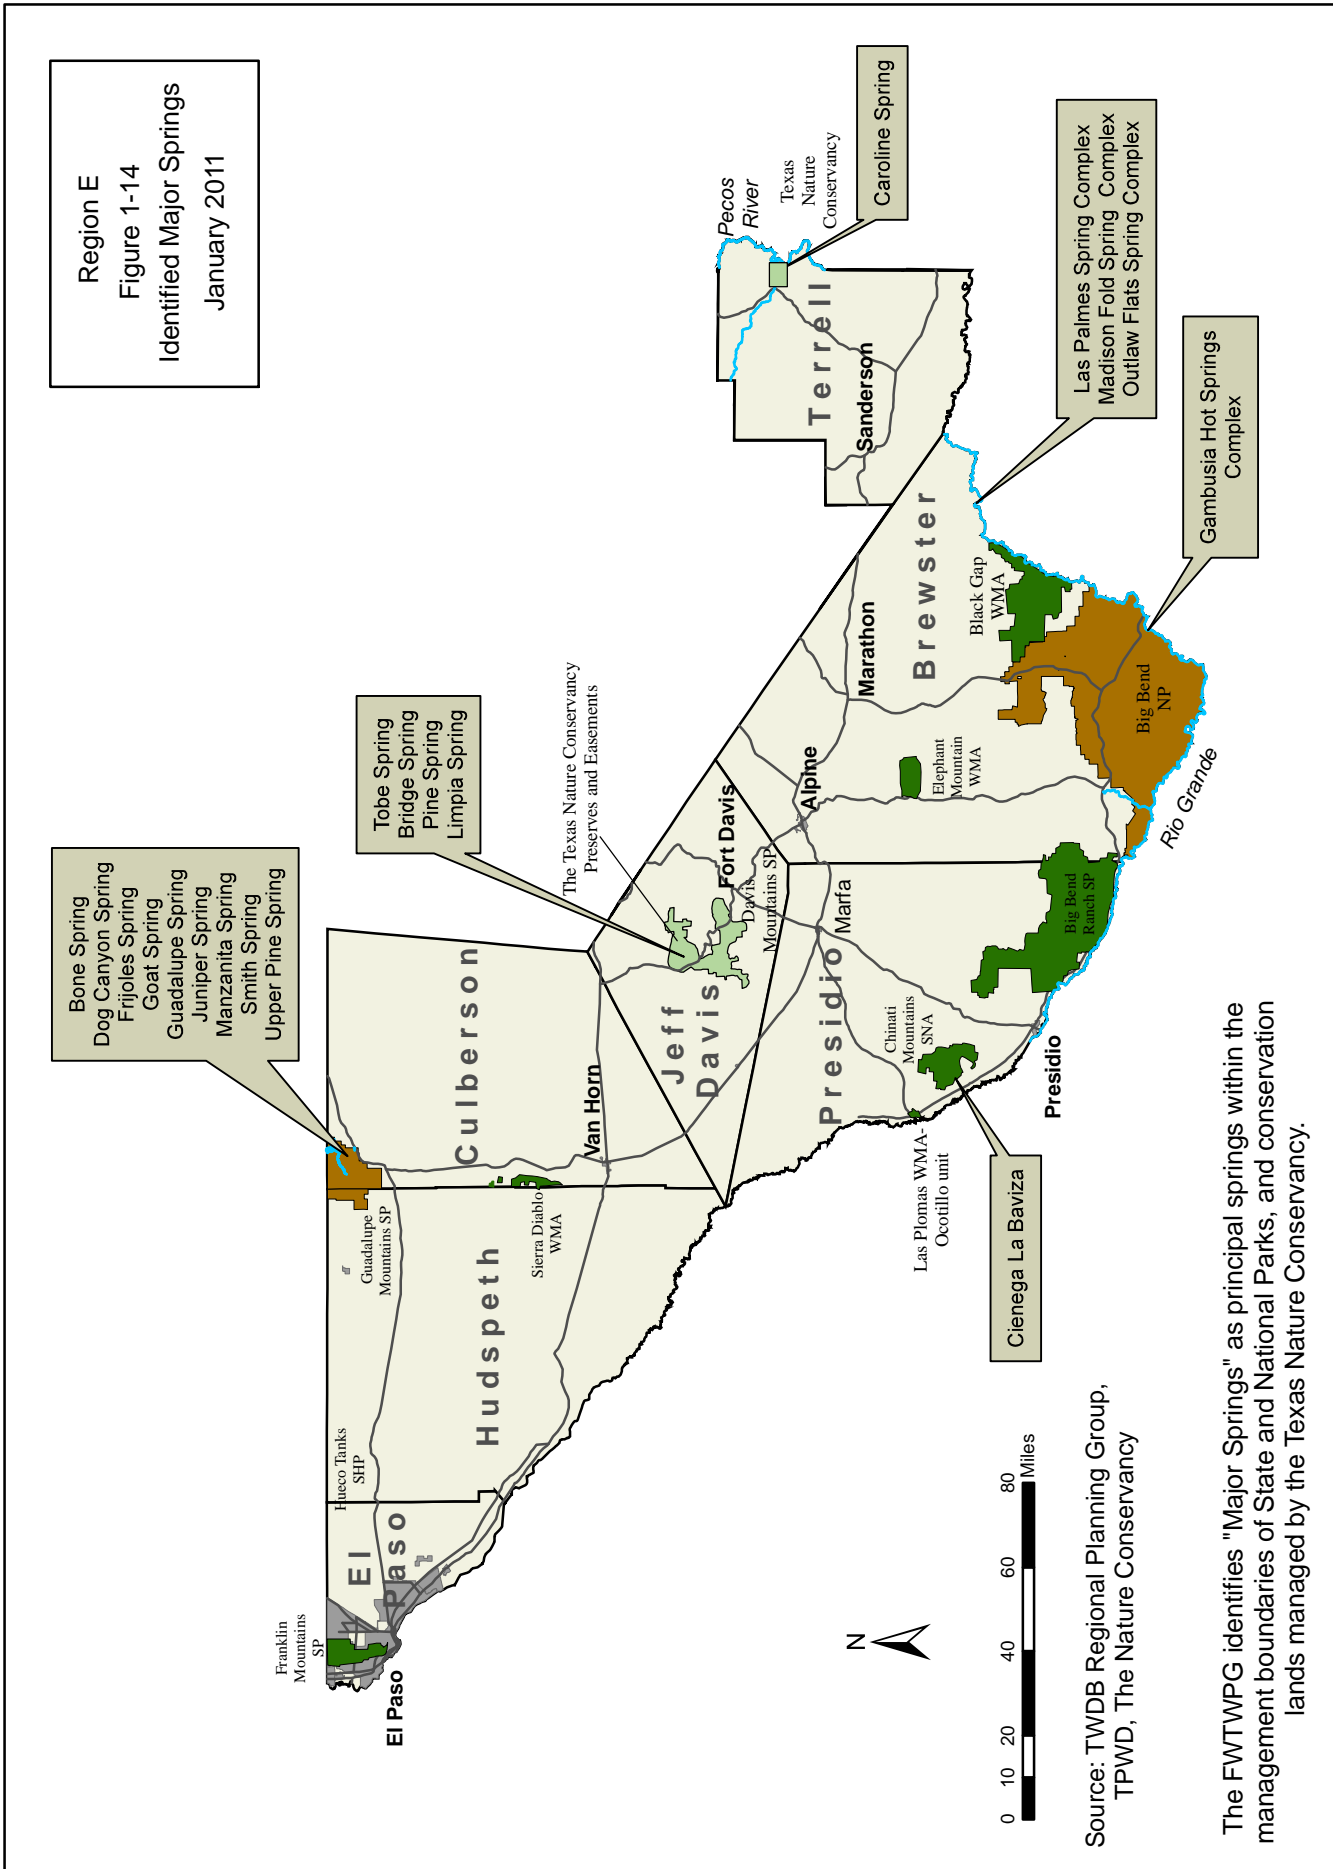 Region E
Figure 1-14
Identified Major Springs
January 2011
Bone Spring
Dog Canyon Spring
Frijoles Spring
Goat Spring
Guadalupe Spring
Juniper Spring
Manzanita Spring
Smith Spring
Upper Pine Spring
Tobe Spring
Bridge Spring
Pine Spring
Limpia Spring
The Texas Nature Conservancy
Preserves and Easements
Caroline Spring
Pecos
River
Texas
Nature
Conservancy
Las Palmes Spring Complex
Madison Fold Spring Complex
Outlaw Flats Spring Complex
Gambusia Hot Springs
Complex
Cienega La Baviza
Franklin
Mountains
SP
El Paso
El
Paso
Hueco Tanks
SHP
Hudspeth
Guadalupe
Mountains SP
Sierra Diablo
WMA
Culberson
Van Horn
Jeff
Davis
Fort Davis
Davis
Mountains SP
Presidio
Marfa
Chinati
Mountains
SNA
Las Plomas WMA-
Ocotillo unit
Presidio
Big Bend
Ranch SP
Alpine
Elephant
Mountain
WMA
Marathon
Brewster
Black Gap
WMA
Big Bend
NP
Rio Grande
Terrell
Sanderson
N
0 10 20 40 60 80
Miles
Source: TWDB Regional Planning Group,
TPWD, The Nature Conservancy
The FWTWPG identifies "Major Springs" as principal springs within the
management boundaries of State and National Parks, and conservation
lands managed by the Texas Nature Conservancy.